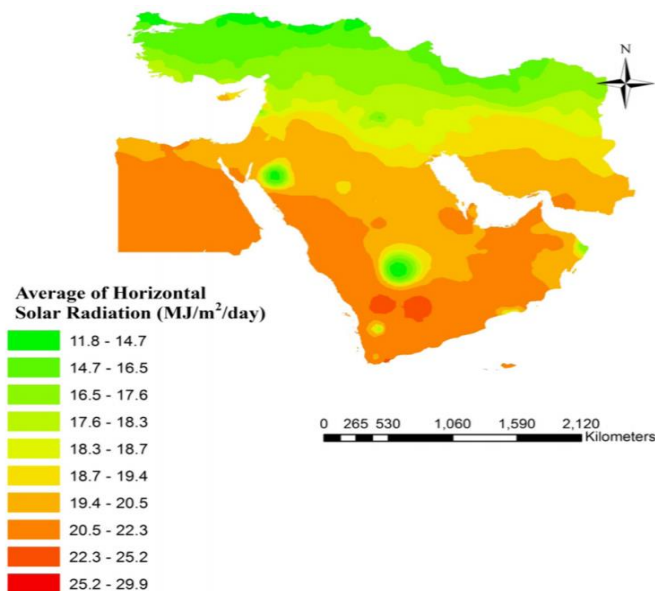 N
Average of Horizontal
Solar Radiation (MJ/m²/day)
11.8 - 14.7
14.7 - 16.5
16.5 - 17.6
17.6 - 18.3
18.3 - 18.7
18.7 - 19.4
19.4 - 20.5
20.5 - 22.3
22.3 - 25.2
25.2 - 29.9
0 265 530 1,060 1,590 2,120
Kilometers